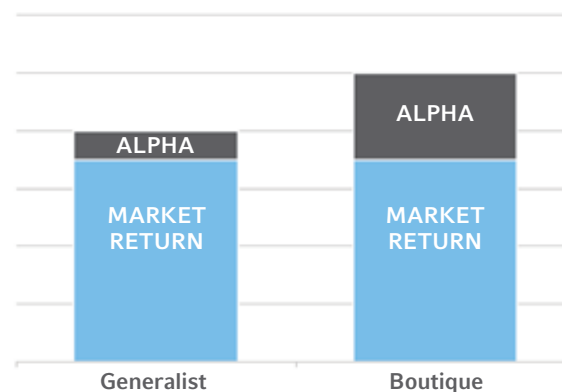 ALPHA
ALPHA
MARKET
RETURN
MARKET
RETURN
Generalist
Boutique